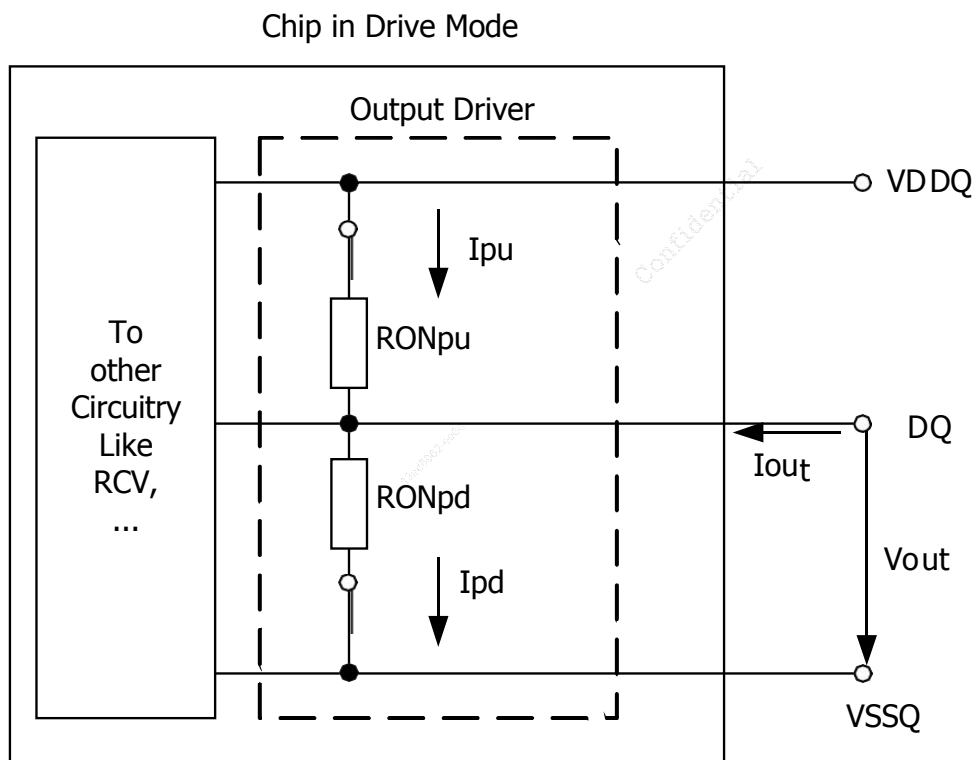 Chip in Drive Mode
Output Driver
VDDQ
Confidential
Ipu
To
other
Circuitry
Like
RCV,
...
RONpu
DQ
Iout
RONpd
Vout
Ipd
VSSQ